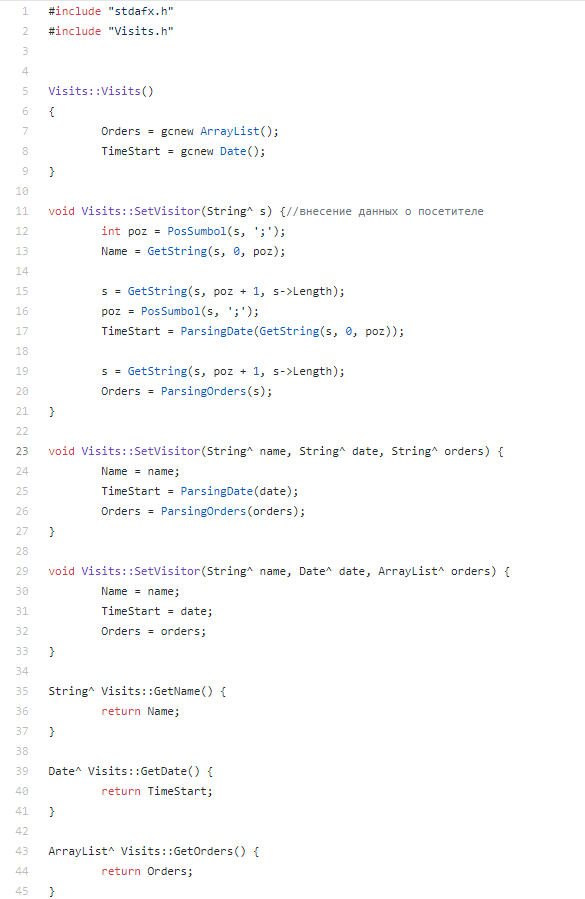 1 #include "stdafx.h"
2 #include "Visits.h"
3
4
5 Visits::Visits()
6 {
7 Orders = gcnew ArrayList();
8 TimeStart = gcnew Date();
9 }
10
11 void Visits::SetVisitor(String^ s) {//внесение данных о посетителе
12 int poz = PosSumbol(s, ';');
13 Name = GetString(s, 0, poz);
14
15 s = GetString(s, poz + 1, s->Length);
16 poz = PosSumbol(s, ';');
17 TimeStart = ParsingDate(GetString(s, 0, poz));
18
19 s = GetString(s, poz + 1, s->Length);
20 Orders = ParsingOrders(s);
21 }
22
23 void Visits::SetVisitor(String^ name, String^ date, String^ orders) {
24 Name = name;
25 TimeStart = ParsingDate(date);
26 Orders = ParsingOrders(orders);
27 }
28
29 void Visits::SetVisitor(String^ name, Date^ date, ArrayList^ orders) {
30 Name = name;
31 TimeStart = date;
32 Orders = orders;
33 }
34
35 String^ Visits::GetName() {
36 return Name;
37 }
38
39 Date^ Visits::GetDate() {
40 return TimeStart;
41 }
42
43 ArrayList^ Visits::GetOrders() {
44 return Orders;
45 }